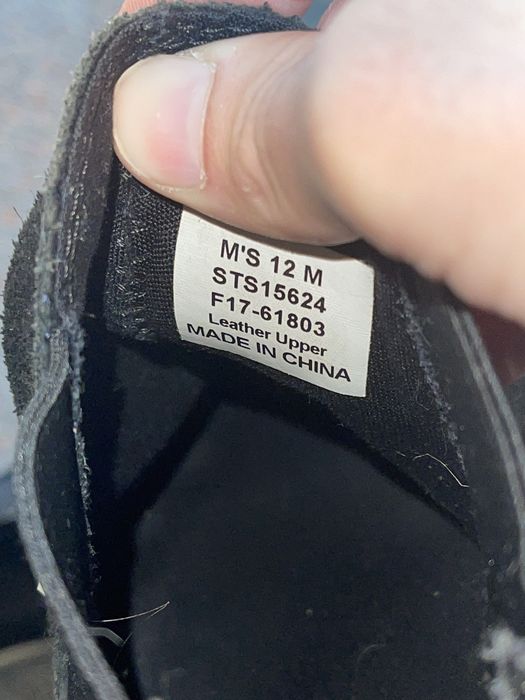 M'S 12 M
STS15624
F17-61803
Leather Upper
MADE IN CHINA